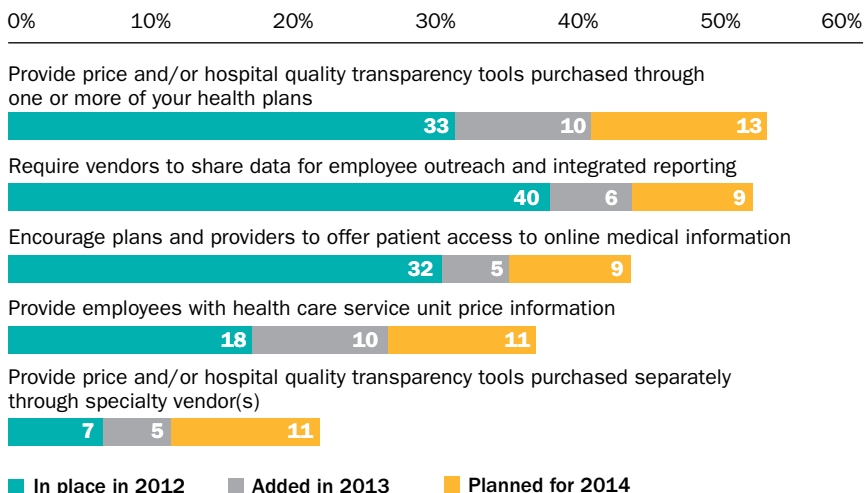 0% 10% 20% 30% 40% 50% 60%
Provide price and/or hospital quality transparency tools purchased through
one or more of your health plans
33 10 13
Require vendors to share data for employee outreach and integrated reporting
40 6 9
Encourage plans and providers to offer patient access to online medical information
32 5 9
Provide employees with health care service unit price information
18 10 11
Provide price and/or hospital quality transparency tools purchased separately
through specialty vendor(s)
7 5 11
In place in 2012 Added in 2013 Planned for 2014